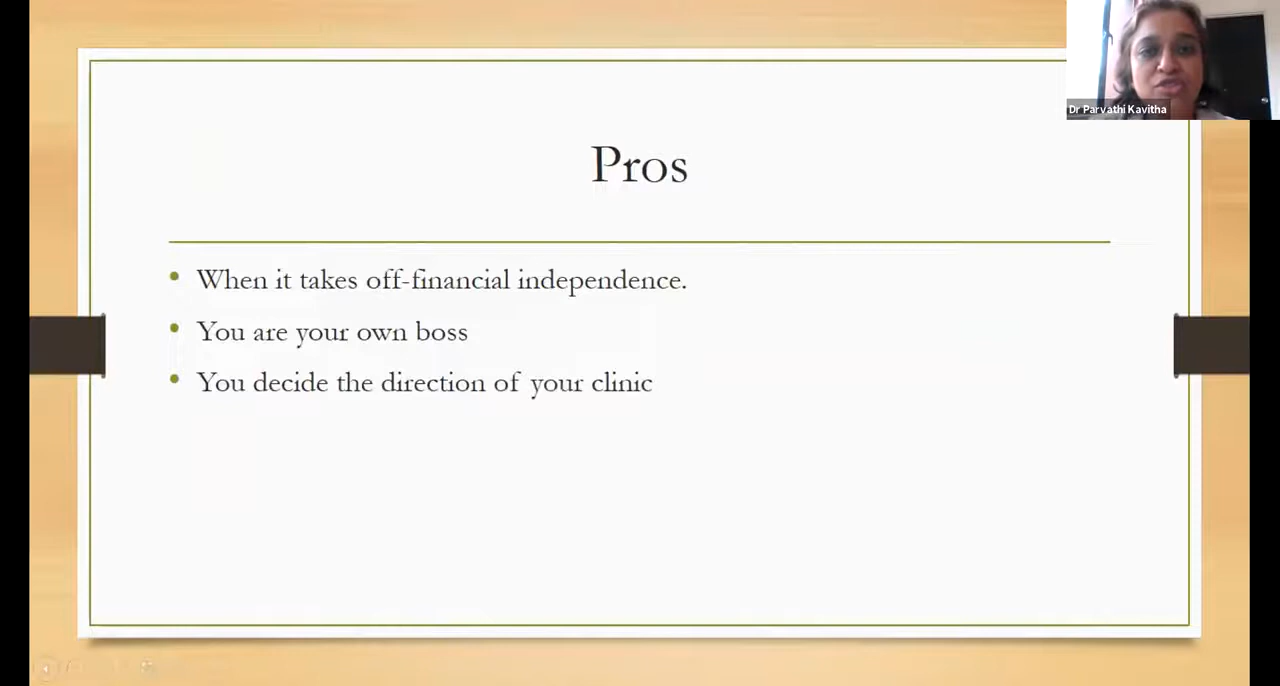 Dr Parvathi Kavitha
Pros
When it takes off-financial independence.
You are your own boss
You decide the direction of your clinic